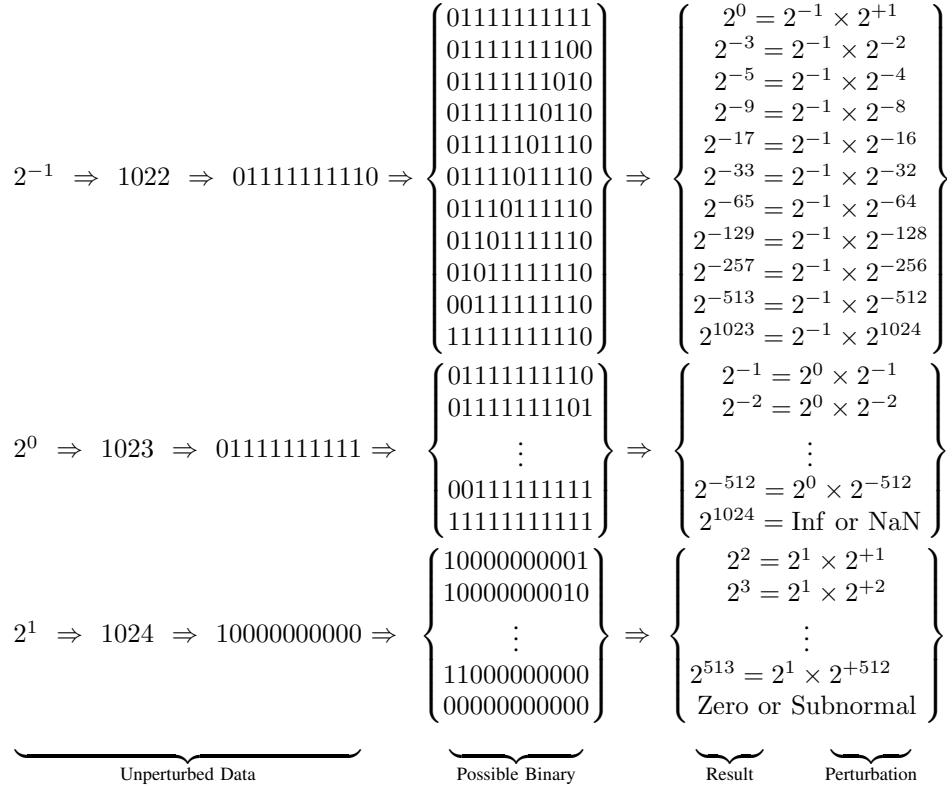 01111111111 2^0 = 2^{-1} × 2^{+1}
01111111100 2^{-3} = 2^{-1} × 2^{-2}
01111111010 2^{-5} = 2^{-1} × 2^{-4}
01111110110 2^{-9} = 2^{-1} × 2^{-8}
01111101110 2^{-17} = 2^{-1} × 2^{-16}
2^{-1} ⇒ 1022 ⇒ 01111111110 ⇒ 01111011110 ⇒ 2^{-33} = 2^{-1} × 2^{-32}
01110111110 2^{-65} = 2^{-1} × 2^{-64}
01101111110 2^{-129} = 2^{-1} × 2^{-128}
01011111110 2^{-257} = 2^{-1} × 2^{-256}
00111111110 2^{-513} = 2^{-1} × 2^{-512}
11111111110 2^{1023} = 2^{-1} × 2^{1024}
01111111110 2^{-1} = 2^0 × 2^{-1}
01111111101 2^{-2} = 2^0 × 2^{-2}
2^0 ⇒ 1023 ⇒ 01111111111 ⇒ ⋮ ⇒ ⋮
00111111111 2^{-512} = 2^0 × 2^{-512}
11111111111 2^{1024} = Inf or NaN
10000000001 2^2 = 2^1 × 2^{+1}
10000000010 2^3 = 2^1 × 2^{+2}
2^1 ⇒ 1024 ⇒ 10000000000 ⇒ ⋮ ⇒ ⋮
11000000000 2^{513} = 2^1 × 2^{+512}
00000000000 Zero or Subnormal
Unperturbed Data Possible Binary Result Perturbation